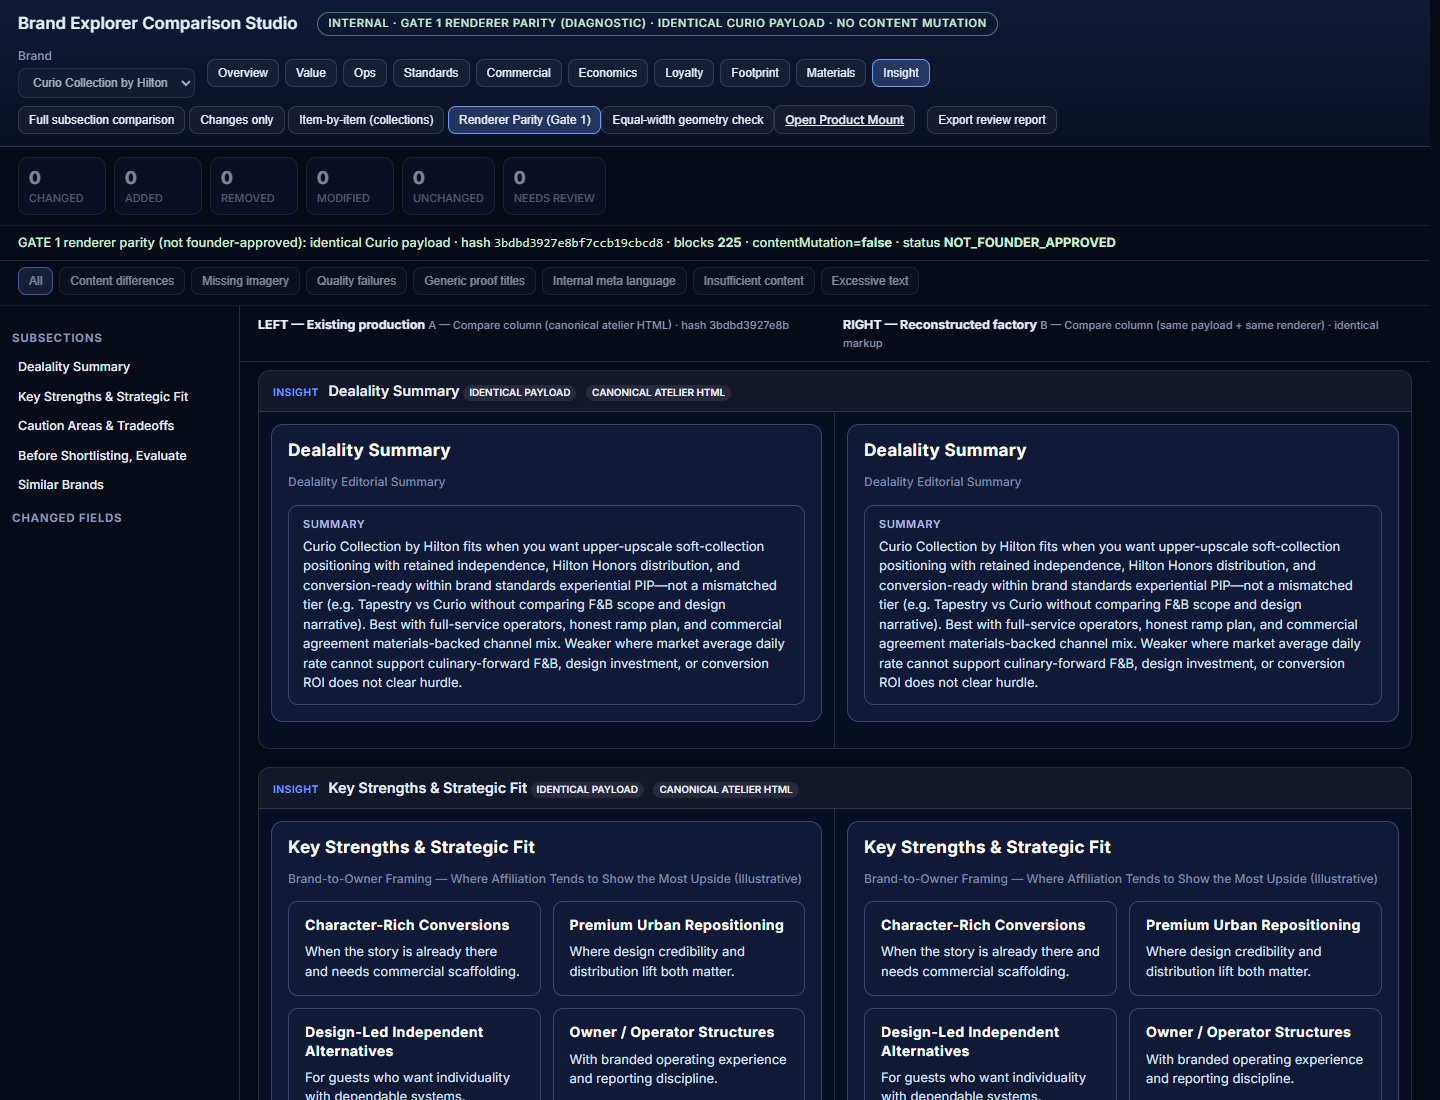 Brand Explorer Comparison Studio
INTERNAL · GATE 1 RENDERER PARITY (DIAGNOSTIC) · IDENTICAL CURIO PAYLOAD · NO CONTENT MUTATION
Brand
Curio Collection by Hilton
Overview
Value
Ops
Standards
Commercial
Economics
Loyalty
Footprint
Materials
Insight
Full subsection comparison
Changes only
Item-by-item (collections)
Renderer Parity (Gate 1)
Equal-width geometry check
Open Product Mount
Export review report
0
CHANGED
0
ADDED
0
REMOVED
0
MODIFIED
0
UNCHANGED
0
NEEDS REVIEW
GATE 1 renderer parity (not founder-approved): identical Curio payload · hash 3bdbd3927e8bf7ccb19cbcd8 · blocks 225 · contentMutation=false · status NOT_FOUNDER_APPROVED
All
Content differences
Missing imagery
Quality failures
Generic proof titles
Internal meta language
Insufficient content
Excessive text
SUBSECTIONS
Dealality Summary
Key Strengths & Strategic Fit
Caution Areas & Tradeoffs
Before Shortlisting, Evaluate
Similar Brands
CHANGED FIELDS
LEFT — Existing production A — Compare column (canonical atelier HTML) · hash 3bdbd3927e8b
RIGHT — Reconstructed factory B — Compare column (same payload + same renderer) · identical
markup
INSIGHT Dealality Summary IDENTICAL PAYLOAD CANONICAL ATELIER HTML
Dealality Summary
Dealality Editorial Summary
SUMMARY
Curio Collection by Hilton fits when you want upper-upscale soft-collection
positioning with retained independence, Hilton Honors distribution, and
conversion-ready within brand standards experiential PIP—not a mismatched
tier (e.g. Tapestry vs Curio without comparing F&B scope and design
narrative). Best with full-service operators, honest ramp plan, and commercial
agreement materials-backed channel mix. Weaker where market average daily
rate cannot support culinary-forward F&B, design investment, or conversion
ROI does not clear hurdle.
Dealality Summary
Dealality Editorial Summary
SUMMARY
Curio Collection by Hilton fits when you want upper-upscale soft-collection
positioning with retained independence, Hilton Honors distribution, and
conversion-ready within brand standards experiential PIP—not a mismatched
tier (e.g. Tapestry vs Curio without comparing F&B scope and design
narrative). Best with full-service operators, honest ramp plan, and commercial
agreement materials-backed channel mix. Weaker where market average daily
rate cannot support culinary-forward F&B, design investment, or conversion
ROI does not clear hurdle.
INSIGHT Key Strengths & Strategic Fit IDENTICAL PAYLOAD CANONICAL ATELIER HTML
Key Strengths & Strategic Fit
Brand-to-Owner Framing — Where Affiliation Tends to Show the Most Upside (Illustrative)
Character-Rich Conversions
When the story is already there
and needs commercial scaffolding.
Premium Urban Repositioning
Where design credibility and
distribution lift both matter.
Design-Led Independent
Alternatives
For guests who want individuality
with dependable systems.
Owner / Operator Structures
With branded operating experience
and reporting discipline.
Key Strengths & Strategic Fit
Brand-to-Owner Framing — Where Affiliation Tends to Show the Most Upside (Illustrative)
Character-Rich Conversions
When the story is already there and
needs commercial scaffolding.
Premium Urban Repositioning
Where design credibility and
distribution lift both matter.
Design-Led Independent
Alternatives
For guests who want individuality
with dependable systems.
Owner / Operator Structures
With branded operating experience
and reporting discipline.